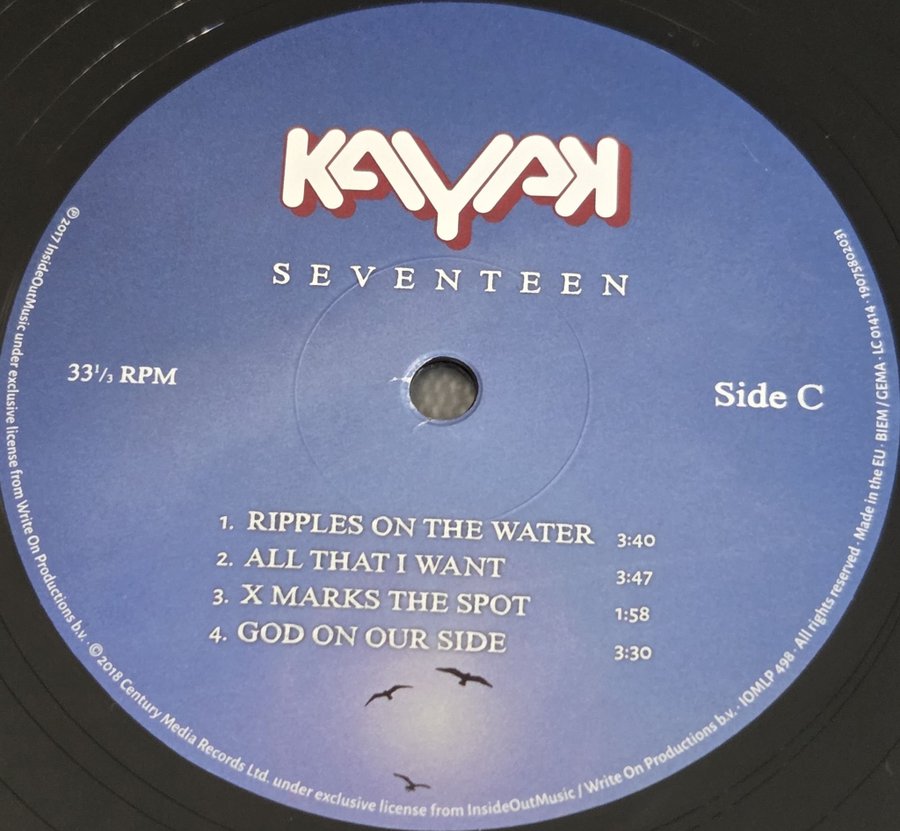 KAYAK
SEVENTEEN
33¹/₃ RPM
Side C
1. RIPPLES ON THE WATER 3:40
2. ALL THAT I WANT 3:47
3. X MARKS THE SPOT 1:58
4. GOD ON OUR SIDE 3:30
℗ 2017 InsideOutMusic under exclusive license from Write On Productions b.v. · © 2018 Century Media Records Ltd. under exclusive license from InsideOutMusic / Write On Productions b.v. · IOMLP 498 · All rights reserved · Made in the EU · BIEM / GEMA · LC 01414 · 19075802031